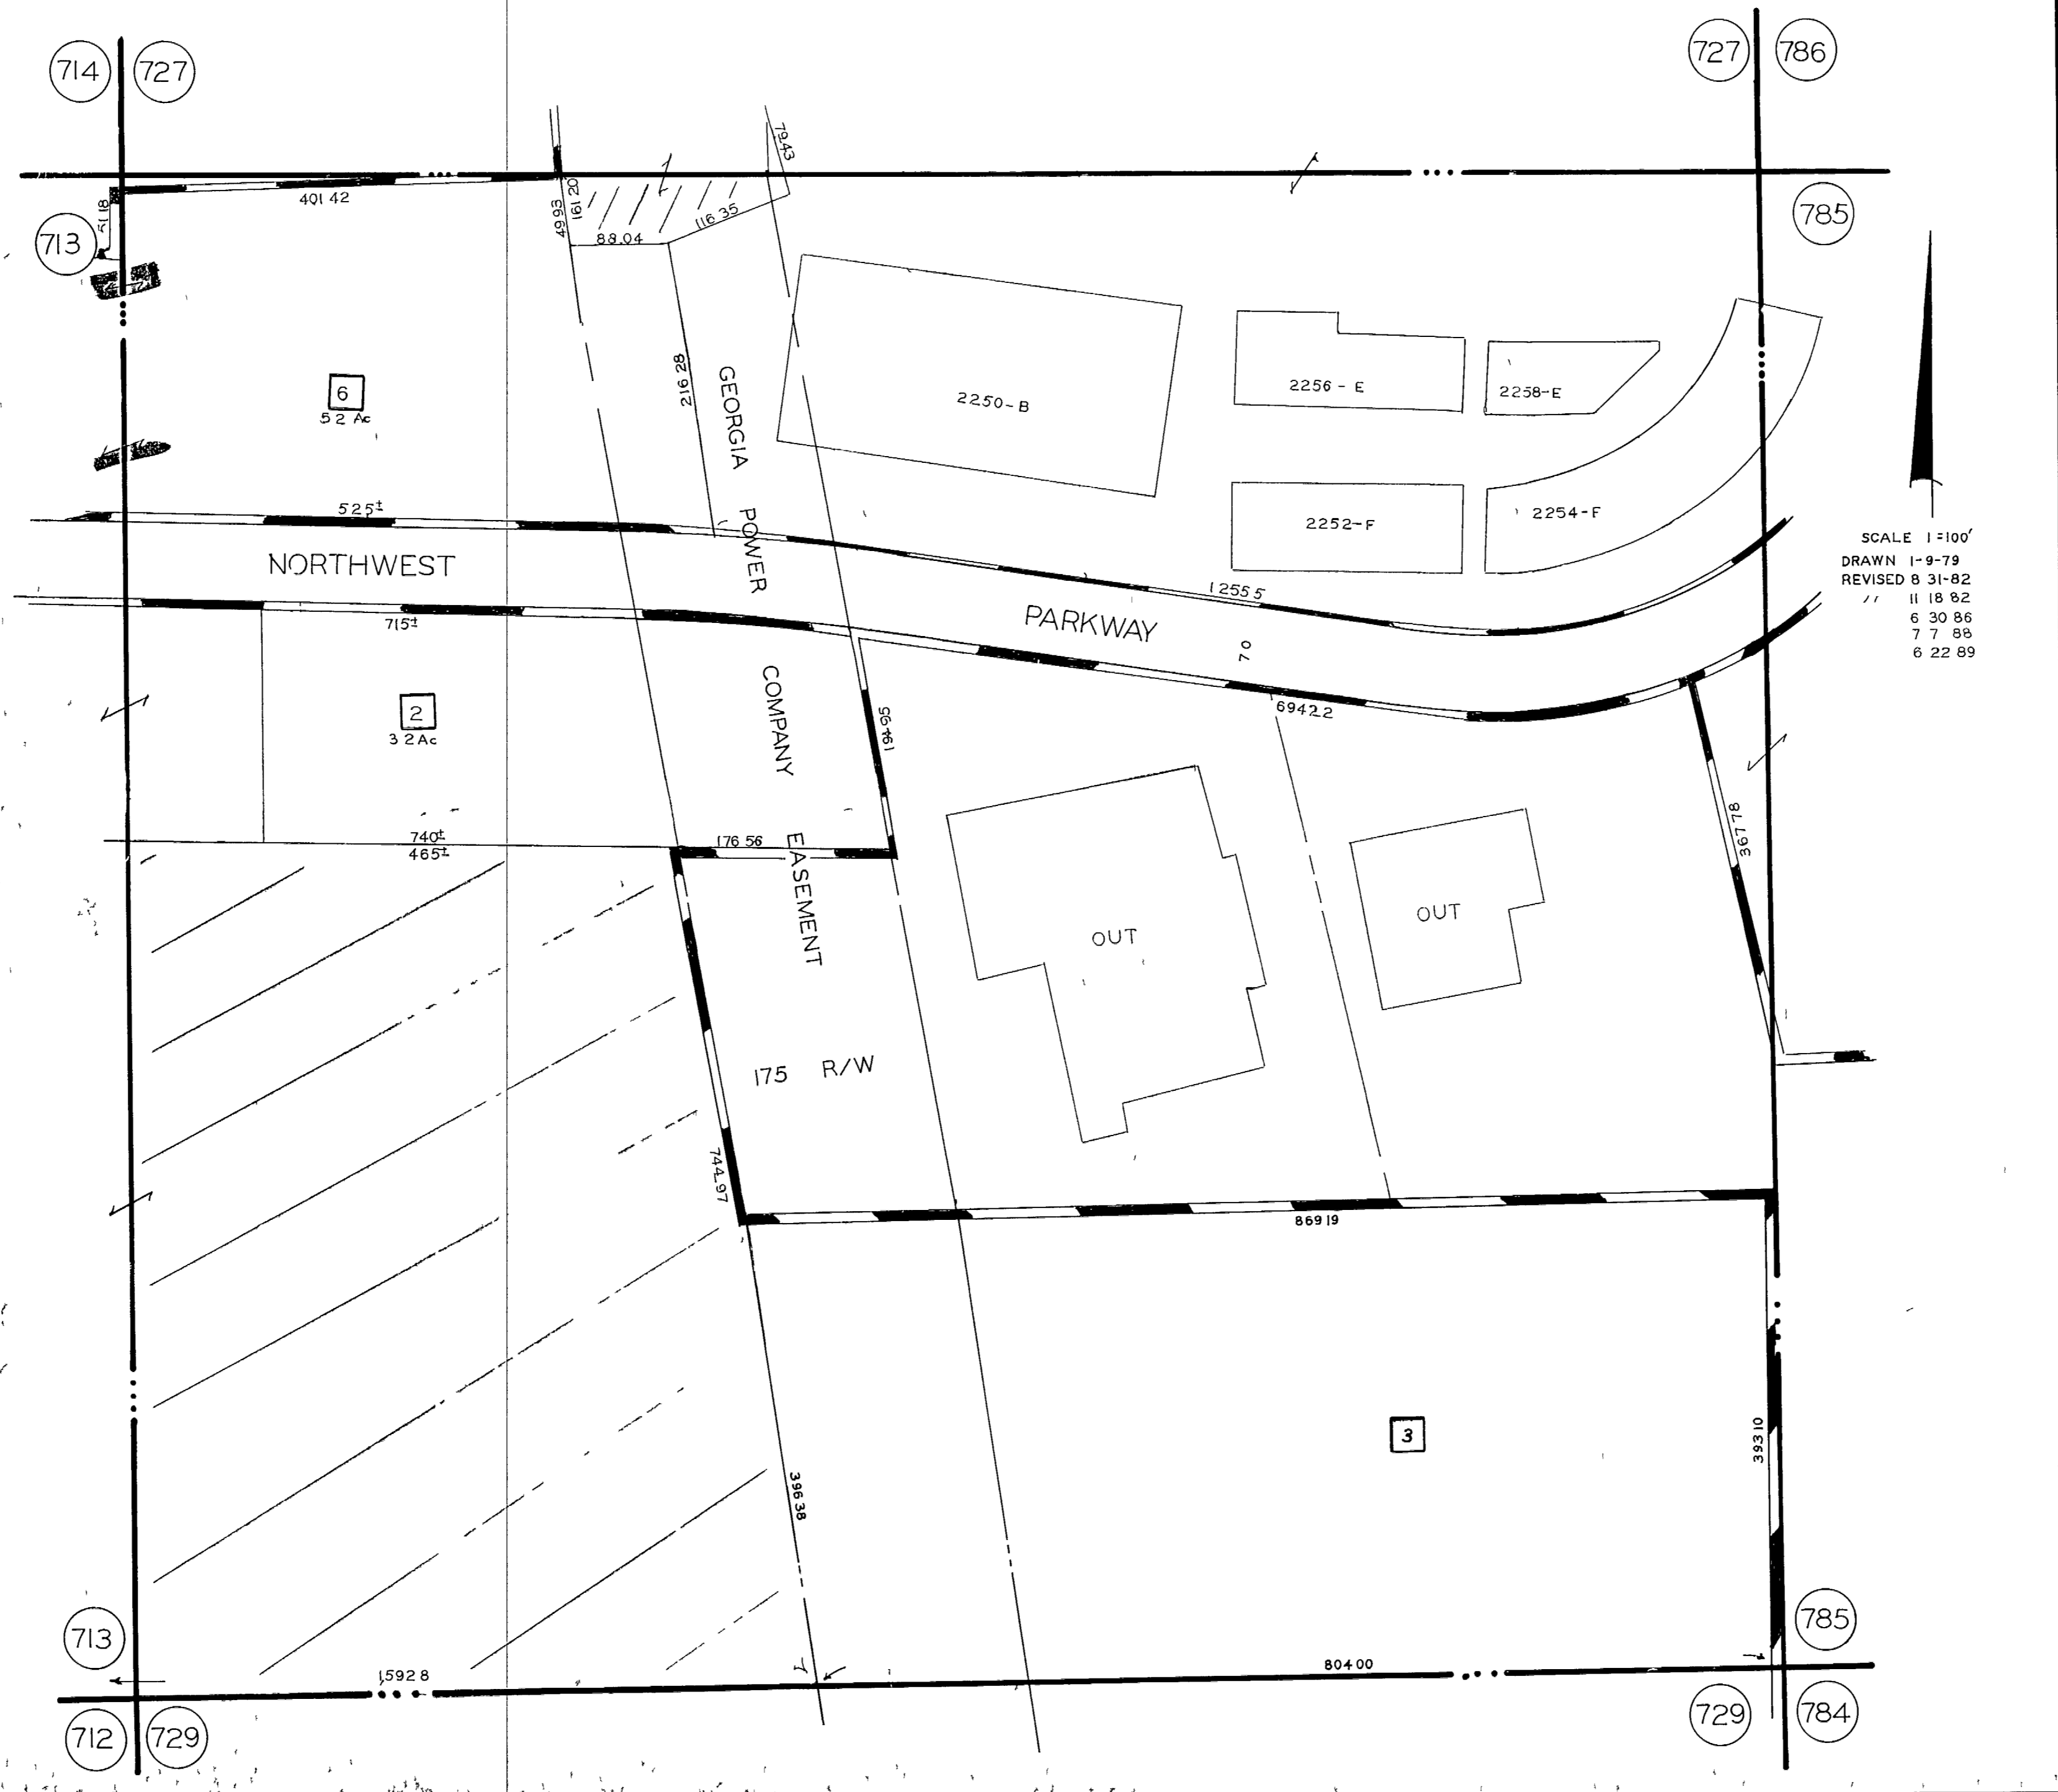 714
727
727
786
79.43
401 42
51 18
713
49.93
161 20
88.04
116 35
785
6
5 2 Ac
216 28
GEORGIA POWER COMPANY EASEMENT
2250-B
2256 - E
2258-E
2252-F
2254-F
525±
NORTHWEST PARKWAY
1255 5
70
715±
694 2 2
SCALE 1 =100'
DRAWN 1-9-79
REVISED 8 31-82
" 11 18 82
6 30 86
7 7 88
6 22 89
2
3 2 Ac
194.95
367 78
740±
465±
176 56
OUT
OUT
175 R/W
744.97
869 19
3
396 38
393 10
713
785
1592 8
804 00
712
729
729
784